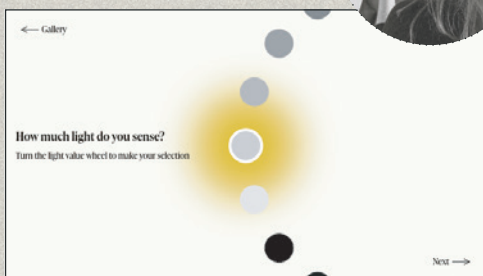 ← Gallery
How much light do you sense?
Turn the light value wheel to make your selection
Next →